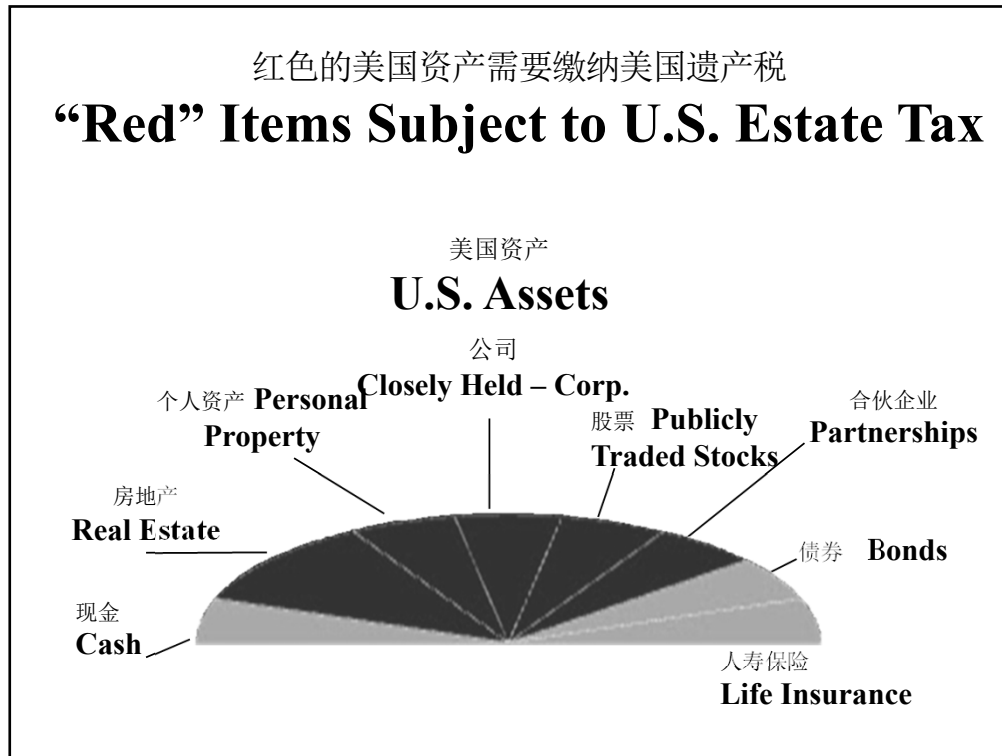 红色的美国资产需要缴纳美国遗产税
“Red” Items Subject to U.S. Estate Tax
美国资产
U.S. Assets
公司
Closely Held – Corp.
个人资产 Personal
Property
股票 Publicly
Traded Stocks
合伙企业
Partnerships
房地产
Real Estate
债券 Bonds
现金
Cash
人寿保险
Life Insurance